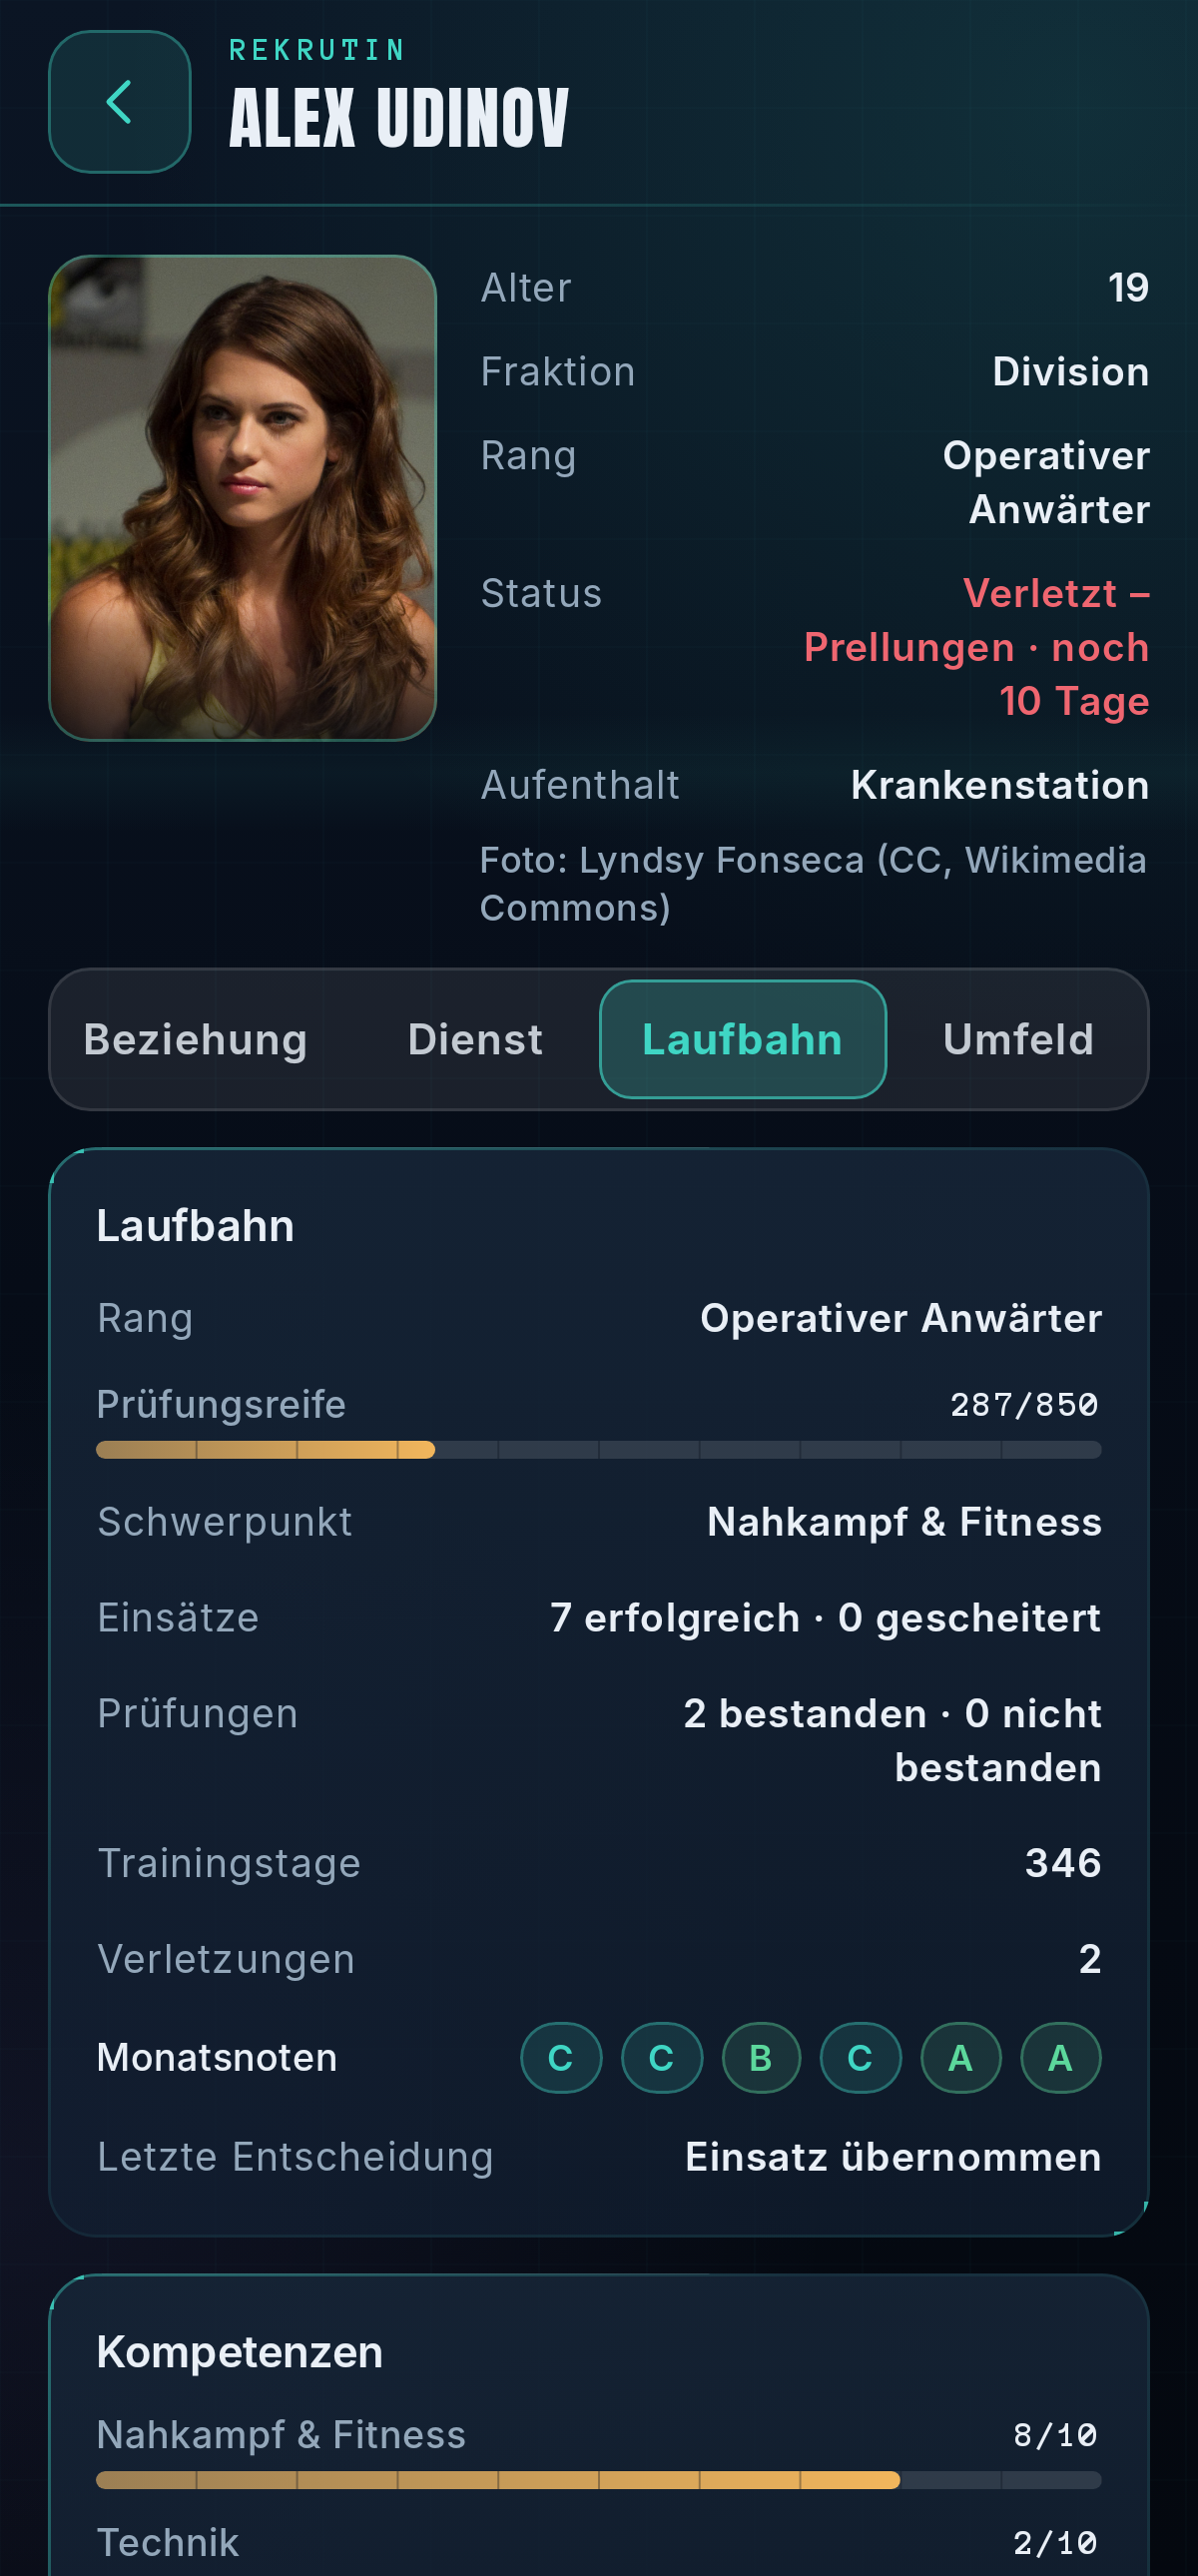 REKRUTIN
ALEX UDINOV
Alter 19
Fraktion Division
Rang Operativer
Anwärter
Status Verletzt –
Prellungen · noch
10 Tage
Aufenthalt Krankenstation
Foto: Lyndsy Fonseca (CC, Wikimedia
Commons)
Beziehung Dienst Laufbahn Umfeld
Laufbahn
Rang Operativer Anwärter
Prüfungsreife 287/850
Schwerpunkt Nahkampf & Fitness
Einsätze 7 erfolgreich · 0 gescheitert
Prüfungen 2 bestanden · 0 nicht
bestanden
Trainingstage 346
Verletzungen 2
Monatsnoten C C B C A A
Letzte Entscheidung Einsatz übernommen
Kompetenzen
Nahkampf & Fitness 8/10
Technik 2/10